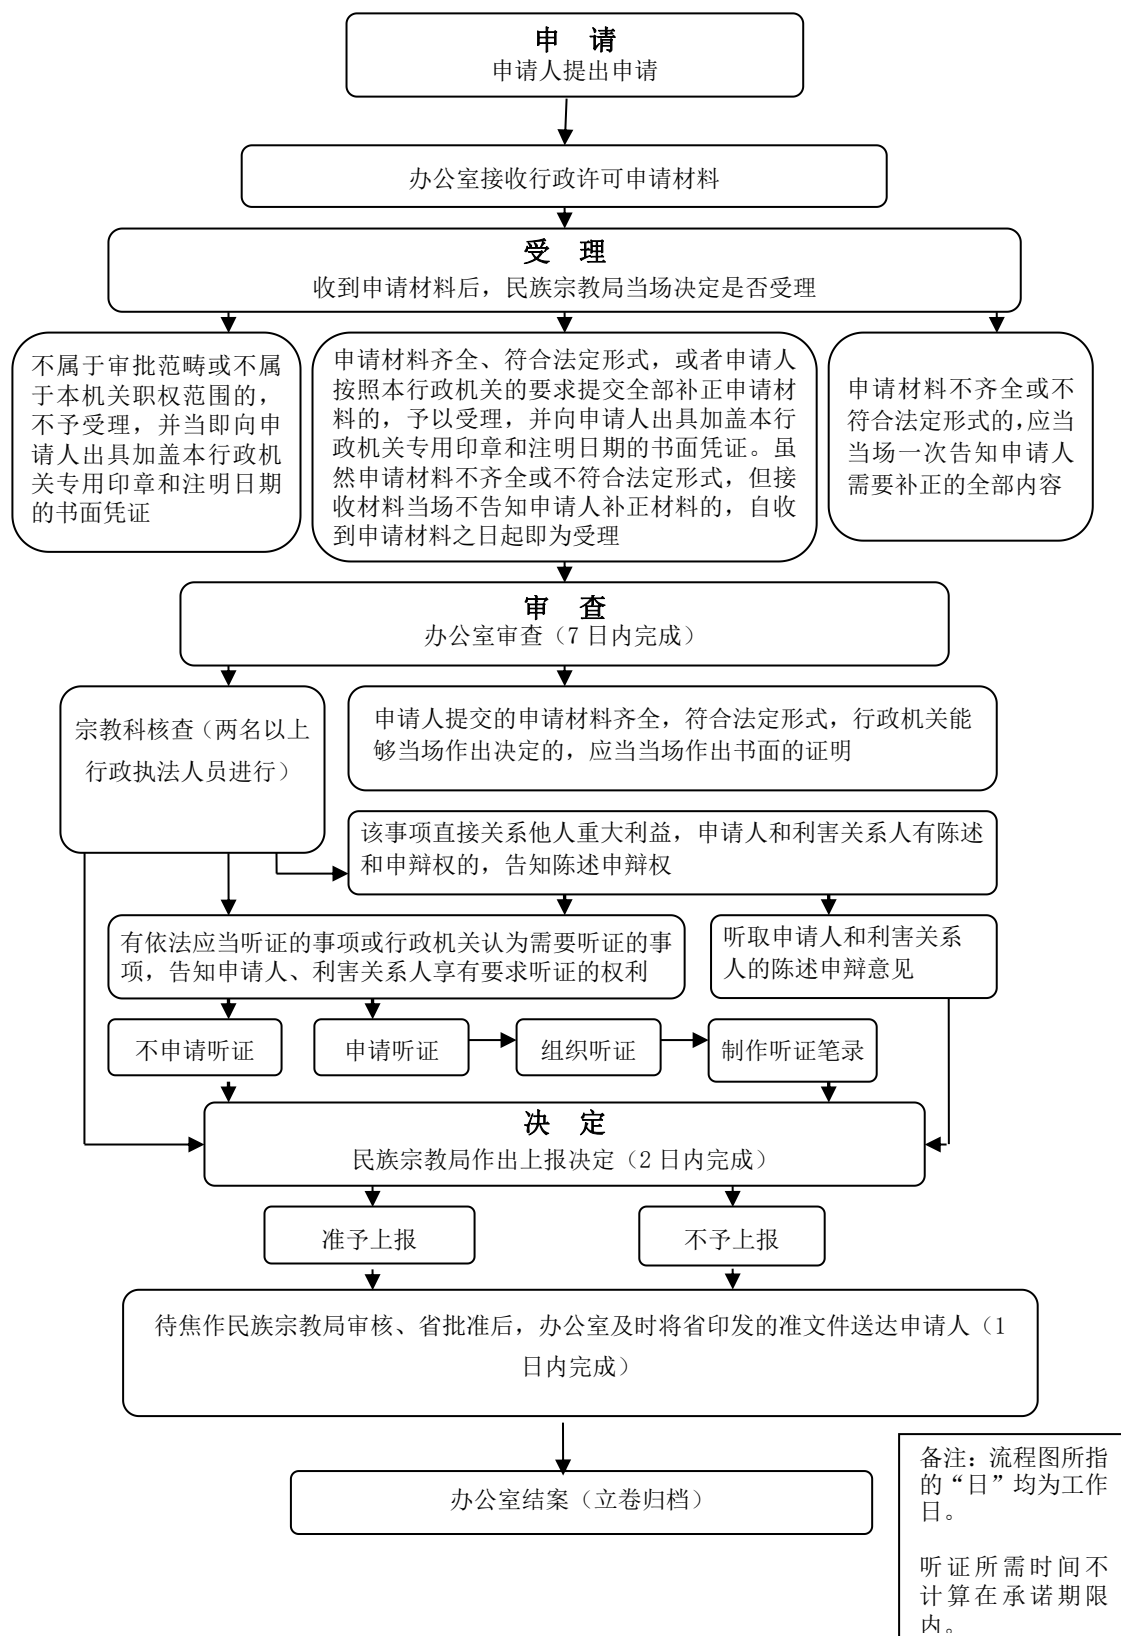 申 请
申请人提出申请
办公室接收行政许可申请材料
受 理
收到申请材料后，民族宗教局当场决定是否受理
不属于审批范畴或不属
于本机关职权范围的，
不予受理，并当即向申
请人出具加盖本行政机
关专用印章和注明日期
的书面凭证
申请材料齐全、符合法定形式，或者申请人
按照本行政机关的要求提交全部补正申请材
料的，予以受理，并向申请人出具加盖本行
政机关专用印章和注明日期的书面凭证。虽
然申请材料不齐全或不符合法定形式，但接
收材料当场不告知申请人补正材料的，自收
到申请材料之日起即为受理
申请材料不齐全或不
符合法定形式的，应当
当场一次告知申请人
需要补正的全部内容
审 查
办公室审查（7 日内完成）
宗教科核查（两名以上
行政执法人员进行）
申请人提交的申请材料齐全，符合法定形式，行政机关能
够当场作出决定的，应当当场作出书面的证明
该事项直接关系他人重大利益，申请人和利害关系人有陈述
和申辩权的，告知陈述申辩权
有依法应当听证的事项或行政机关认为需要听证的事
项，告知申请人、利害关系人享有要求听证的权利
听取申请人和利害关系
人的陈述申辩意见
不申请听证
申请听证
组织听证
制作听证笔录
决 定
民族宗教局作出上报决定（2 日内完成）
准予上报
不予上报
待焦作民族宗教局审核、省批准后，办公室及时将省印发的准文件送达申请人（1
日内完成）
办公室结案（立卷归档）
备注：流程图所指
的“日”均为工作
日。
听证所需时间不
计算在承诺期限
内。